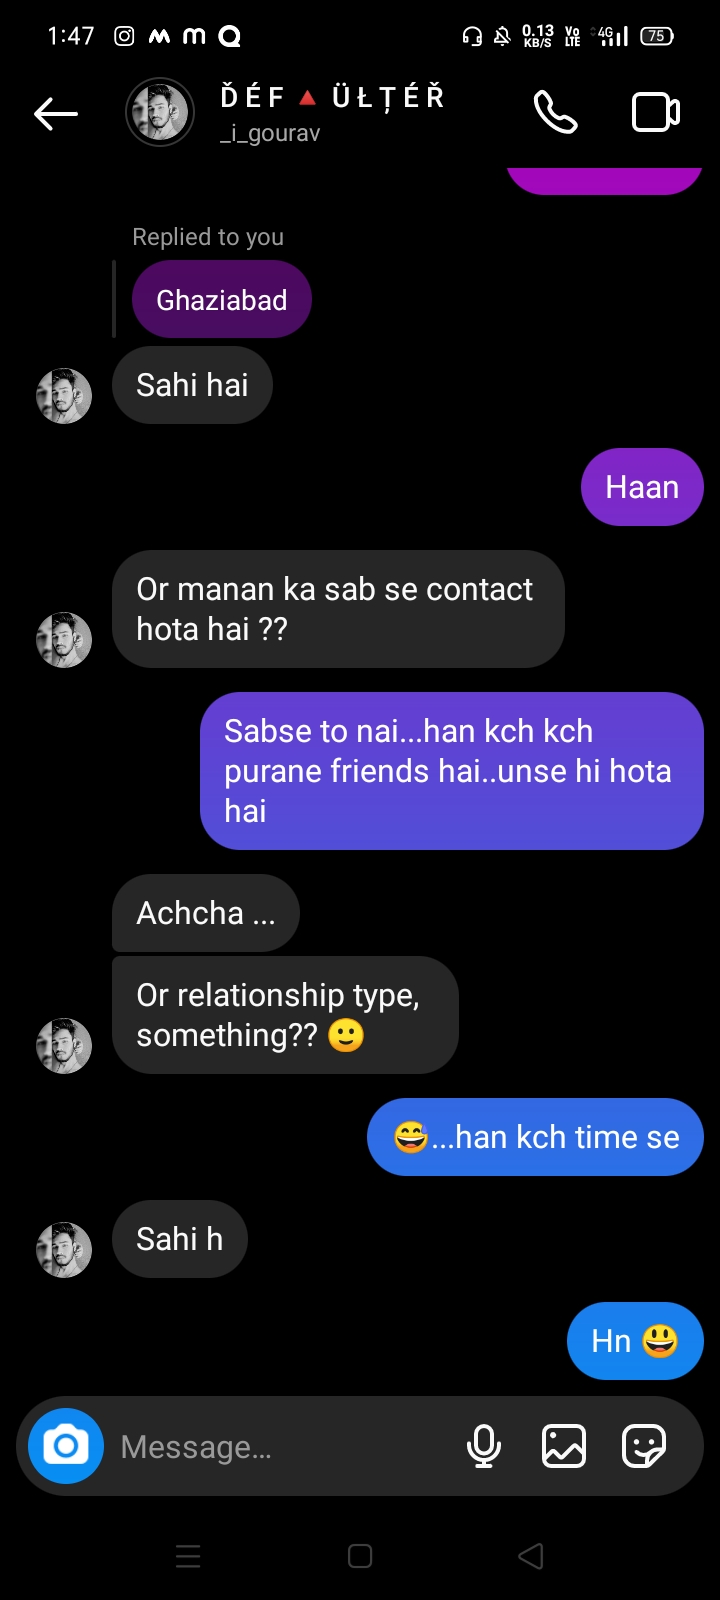 1:47
0.13
KB/S
Vo
LTE
4G
75
ĎÉF🔺ÜŁŢÉŘ
_i_gourav
Replied to you
Ghaziabad
Sahi hai
Haan
Or manan ka sab se contact
hota hai ??
Sabse to nai...han kch kch
purane friends hai..unse hi hota
hai
Achcha ...
Or relationship type,
something?? 🙂
😅...han kch time se
Sahi h
Hn 😃
Message...